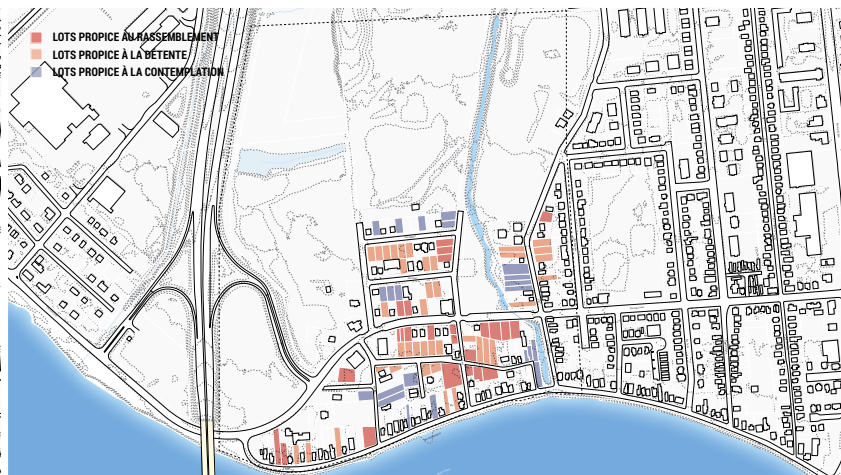 LOTS PROPICE AU RASSEMBLEMENT
LOTS PROPICE À LA DÉTENTE
LOTS PROPICE À LA CONTEMPLATION